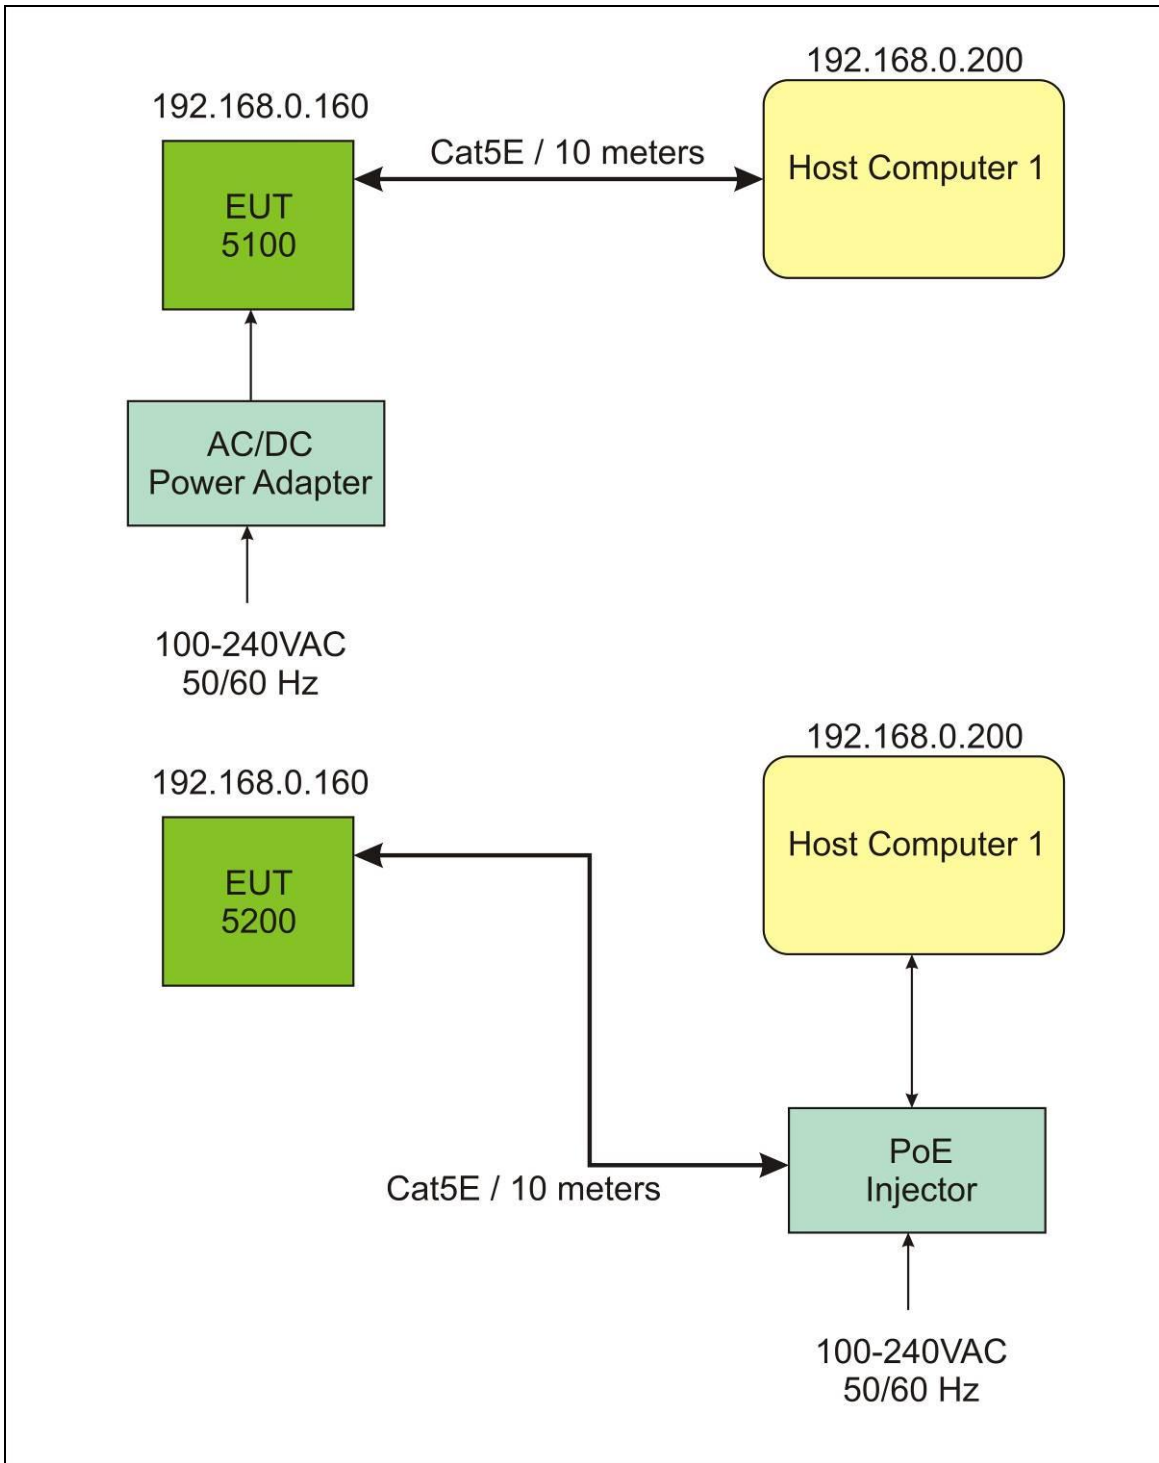 192.168.0.200
192.168.0.160
Cat5E / 10 meters
Host Computer 1
EUT
5100
AC/DC
Power Adapter
100-240VAC
50/60 Hz
192.168.0.200
192.168.0.160
Host Computer 1
EUT
5200
PoE
Injector
Cat5E / 10 meters
100-240VAC
50/60 Hz